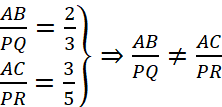 AB/PQ = 2/3
AC/PR = 3/5
} ⇒ AB/PQ ≠ AC/PR